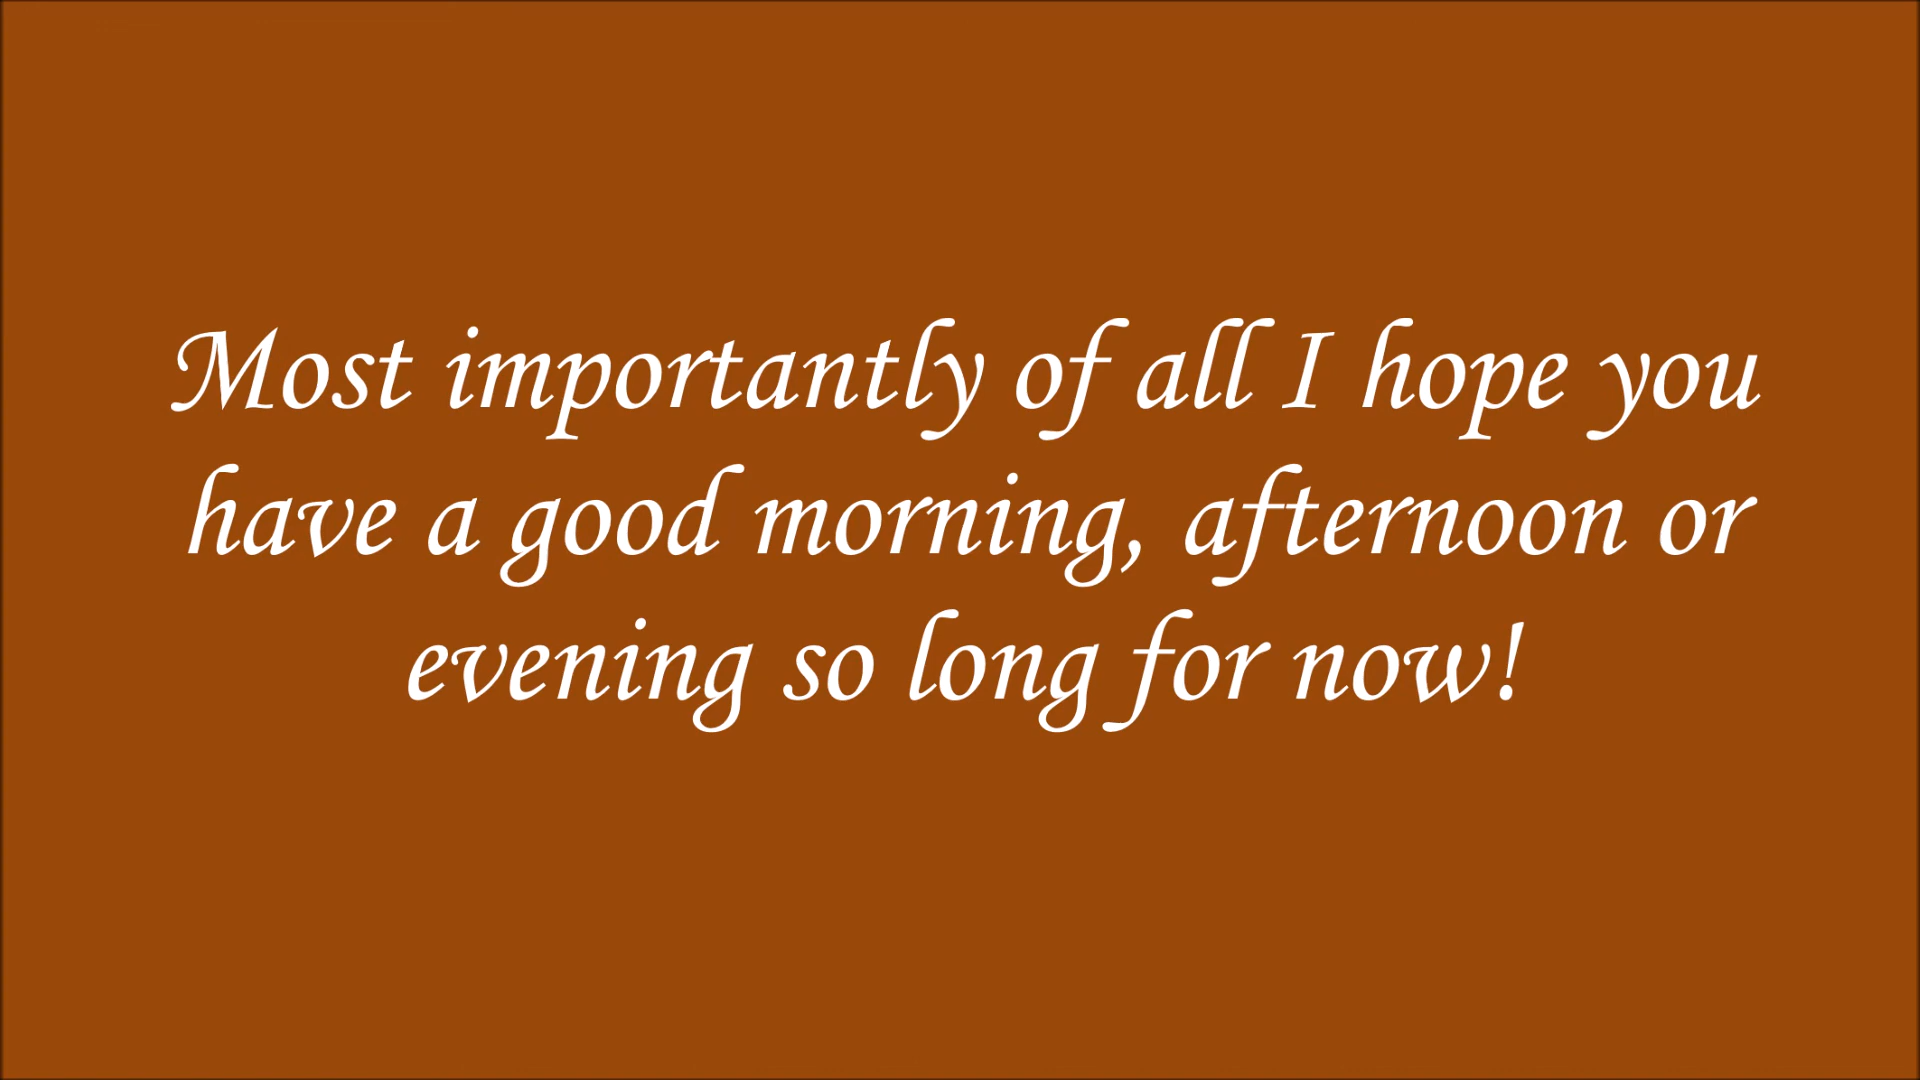 Most importantly of all I hope you
have a good morning, afternoon or
evening so long for now!